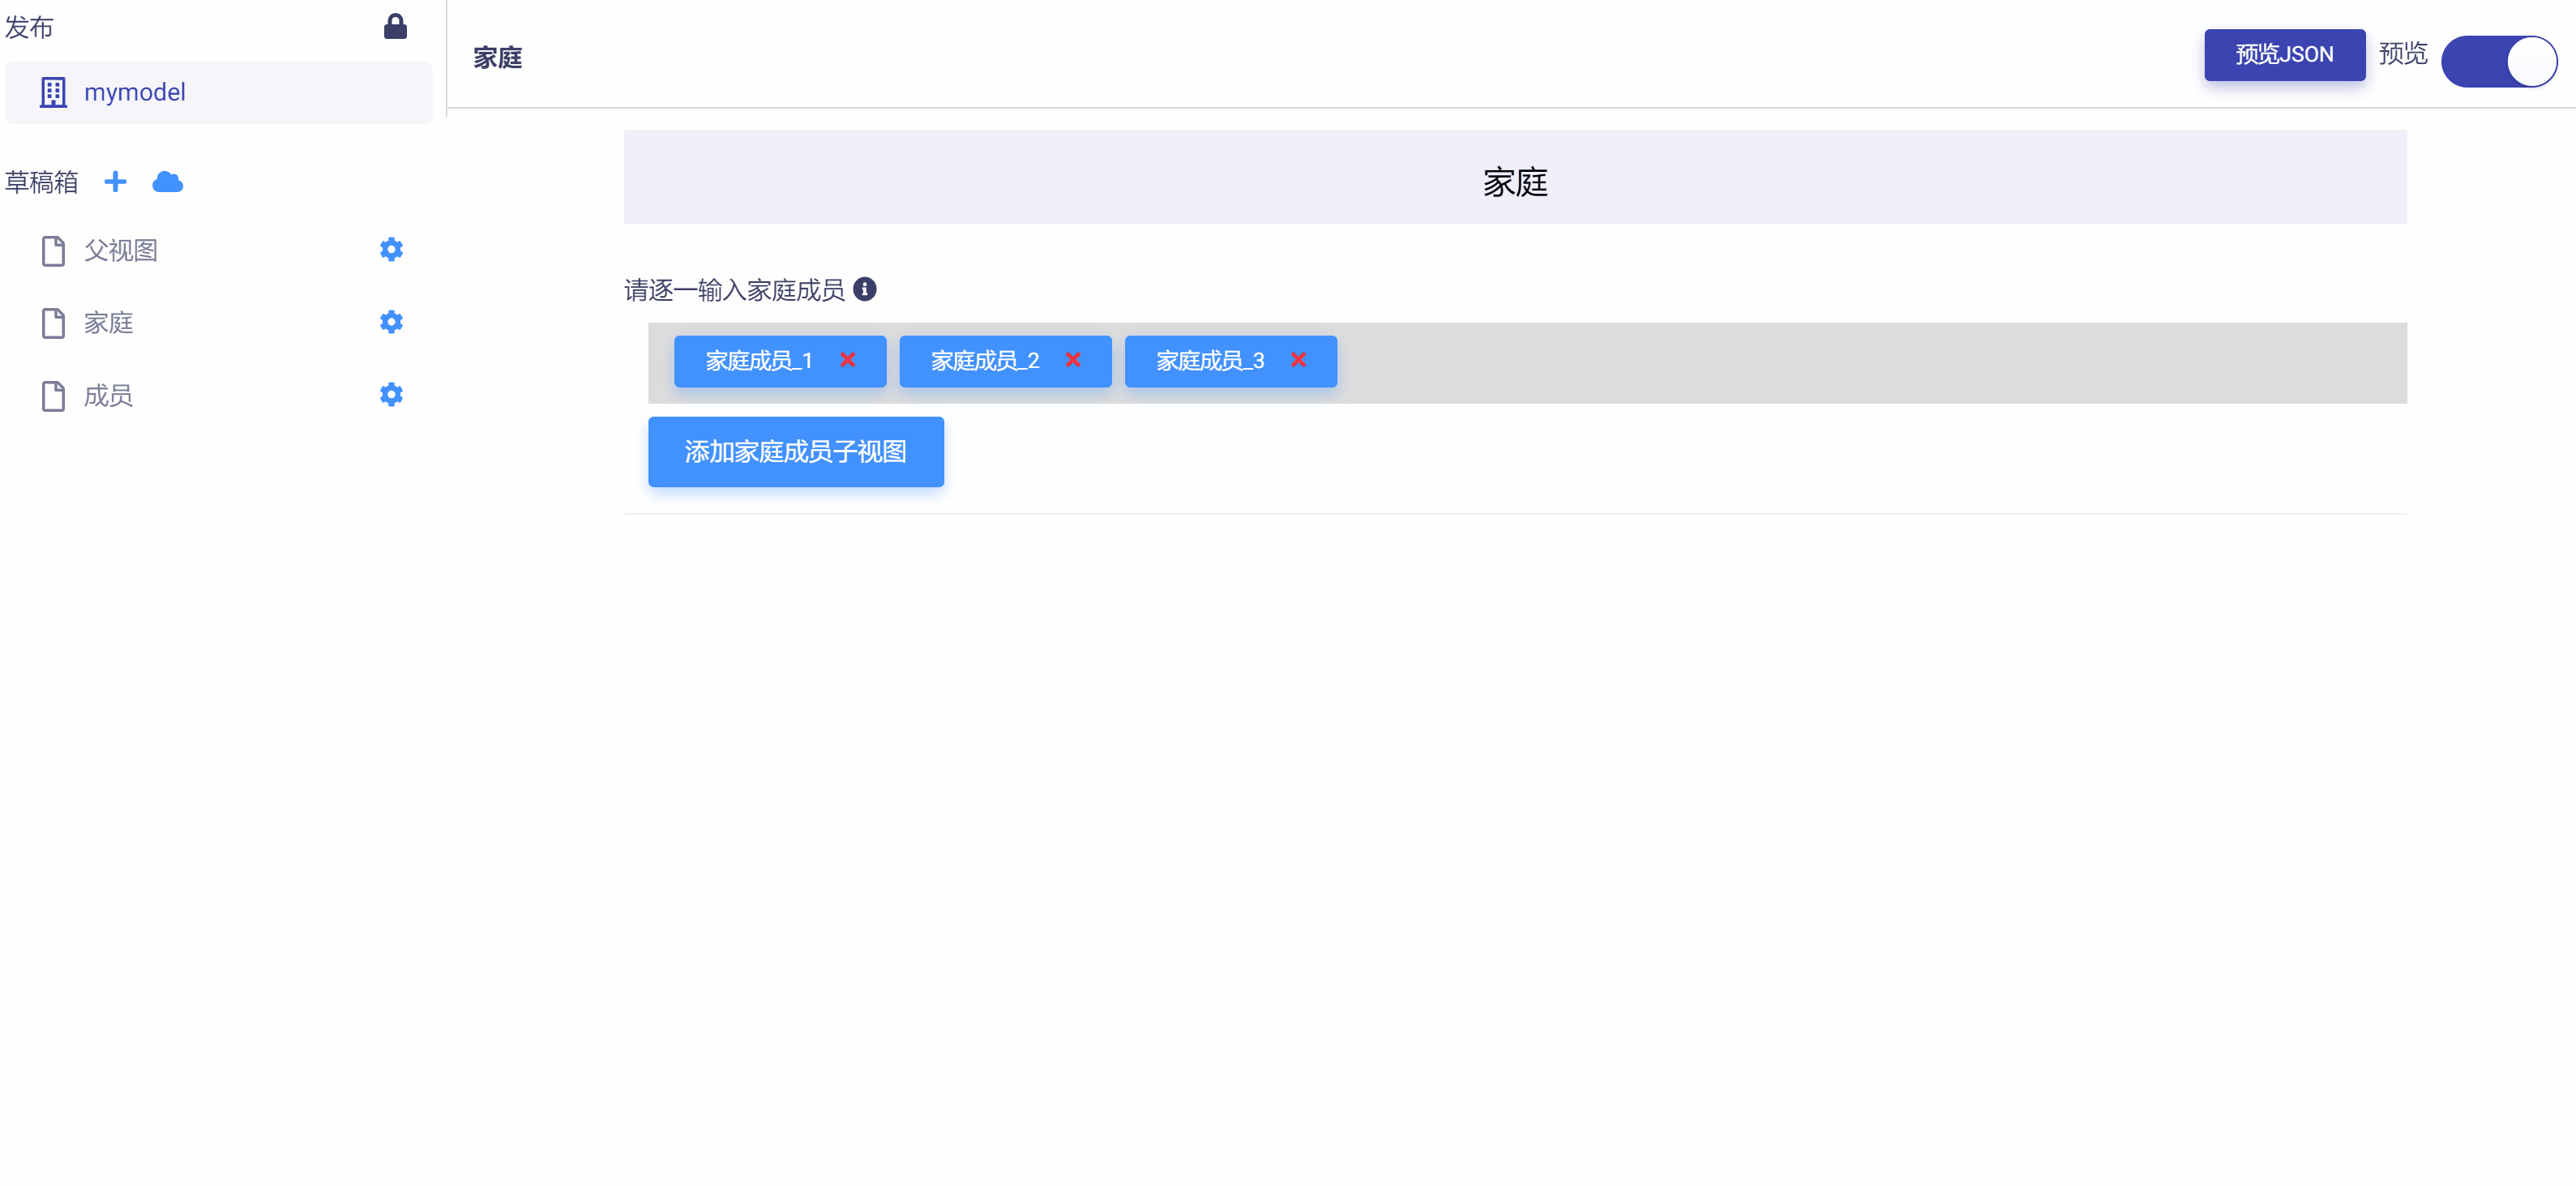 发布
mymodel
草稿箱
父视图
家庭
成员
家庭
预览JSON 预览
家庭
请逐一输入家庭成员
家庭成员_1 家庭成员_2 家庭成员_3
添加家庭成员子视图